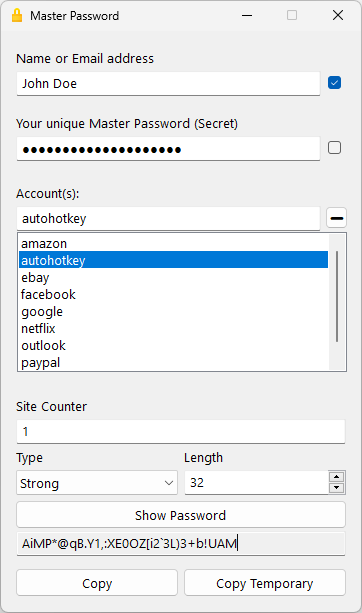 Master Password
Name or Email address
John Doe
Your unique Master Password (Secret)
●●●●●●●●●●●●●●●●●●●●
Account(s):
autohotkey
amazon
autohotkey
ebay
facebook
google
netflix
outlook
paypal
Site Counter
1
Type Length
Strong 32
Show Password
AiMP*@qB.Y1,:XE0OZ[i2`3L)3+b!UAM
Copy Copy Temporary